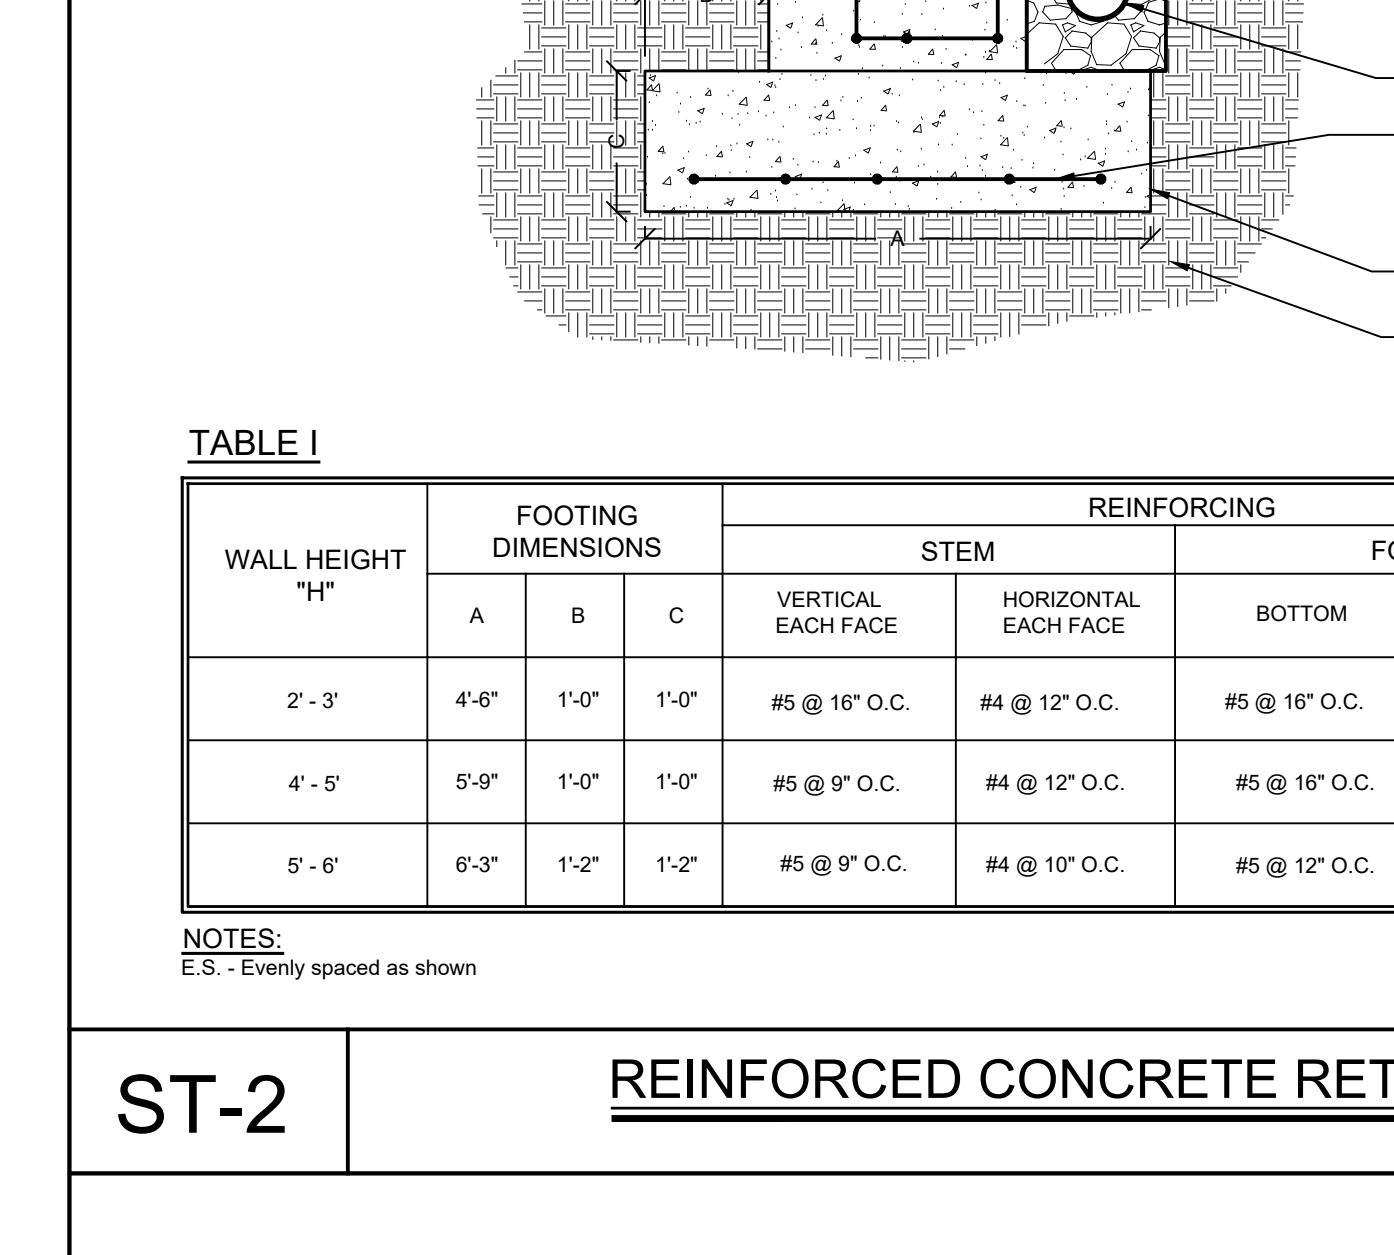 C
A
TABLE I
WALL HEIGHT
"H"
FOOTING
DIMENSIONS
REINFORCING
STEM
A
B
C
VERTICAL
EACH FACE
HORIZONTAL
EACH FACE
BOTTOM
2' - 3'
4'-6"
1'-0"
1'-0"
#5 @ 16" O.C.
#4 @ 12" O.C.
#5 @ 16" O.C.
4' - 5'
5'-9"
1'-0"
1'-0"
#5 @ 9" O.C.
#4 @ 12" O.C.
#5 @ 16" O.C.
5' - 6'
6'-3"
1'-2"
1'-2"
#5 @ 9" O.C.
#4 @ 10" O.C.
#5 @ 12" O.C.
NOTES:
E.S. - Evenly spaced as shown
ST-2
REINFORCED CONCRETE RET